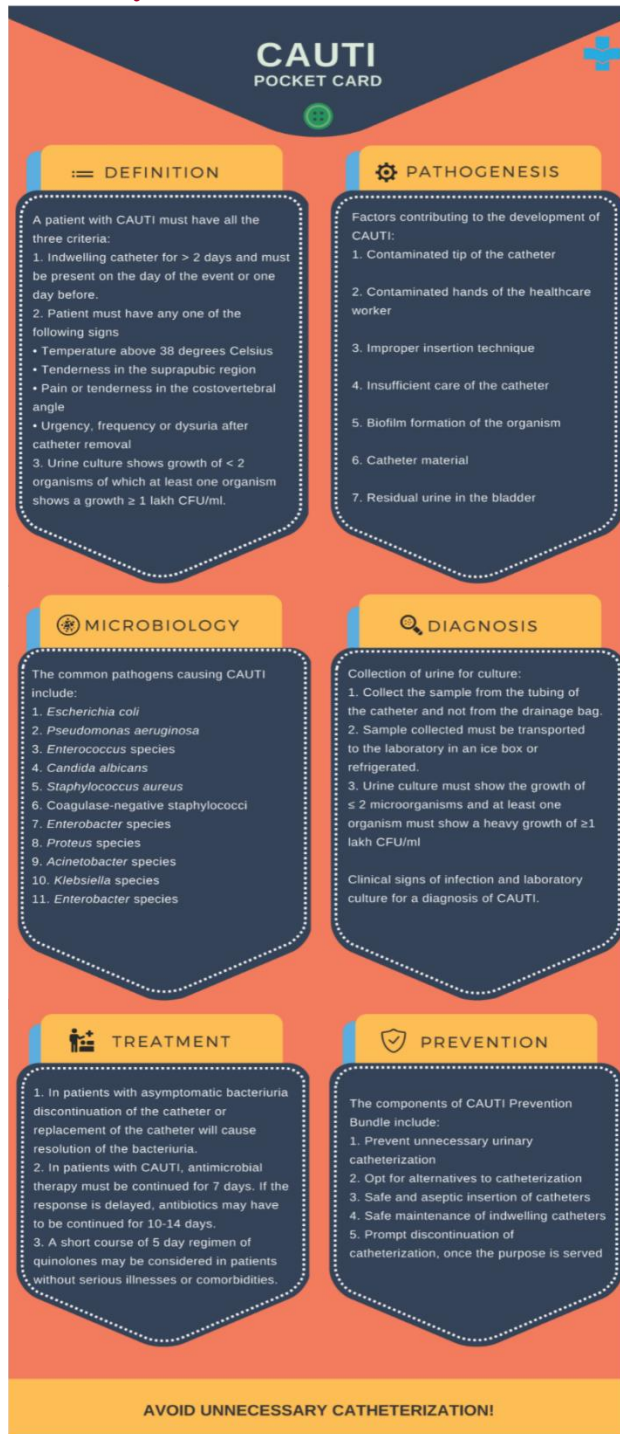 CAUTI
POCKET CARD
DEFINITION
A patient with CAUTI must have all the
three criteria:
1. Indwelling catheter for > 2 days and must
be present on the day of the event or one
day before.
2. Patient must have any one of the
following signs
• Temperature above 38 degrees Celsius
• Tenderness in the suprapubic region
• Pain or tenderness in the costovertebral
angle
• Urgency, frequency or dysuria after
catheter removal
3. Urine culture shows growth of < 2
organisms of which at least one organism
shows a growth ≥ 1 lakh CFU/ml.
PATHOGENESIS
Factors contributing to the development of
CAUTI:
1. Contaminated tip of the catheter
2. Contaminated hands of the healthcare
worker
3. Improper insertion technique
4. Insufficient care of the catheter
5. Biofilm formation of the organism
6. Catheter material
7. Residual urine in the bladder
MICROBIOLOGY
The common pathogens causing CAUTI
include:
1. Escherichia coli
2. Pseudomonas aeruginosa
3. Enterococcus species
4. Candida albicans
5. Staphylococcus aureus
6. Coagulase-negative staphylococci
7. Enterobacter species
8. Proteus species
9. Acinetobacter species
10. Klebsiella species
11. Enterobacter species
DIAGNOSIS
Collection of urine for culture:
1. Collect the sample from the tubing of
the catheter and not from the drainage bag.
2. Sample collected must be transported
to the laboratory in an ice box or
refrigerated.
3. Urine culture must show the growth of
≤ 2 microorganisms and at least one
organism must show a heavy growth of ≥1
lakh CFU/ml
Clinical signs of infection and laboratory
culture for a diagnosis of CAUTI.
TREATMENT
1. In patients with asymptomatic bacteriuria
discontinuation of the catheter or
replacement of the catheter will cause
resolution of the bacteriuria.
2. In patients with CAUTI, antimicrobial
therapy must be continued for 7 days. If the
response is delayed, antibiotics may have
to be continued for 10-14 days.
3. A short course of 5 day regimen of
quinolones may be considered in patients
without serious illnesses or comorbidities.
PREVENTION
The components of CAUTI Prevention
Bundle include:
1. Prevent unnecessary urinary
catheterization
2. Opt for alternatives to catheterization
3. Safe and aseptic insertion of catheters
4. Safe maintenance of indwelling catheters
5. Prompt discontinuation of
catheterization, once the purpose is served
AVOID UNNECESSARY CATHETERIZATION!